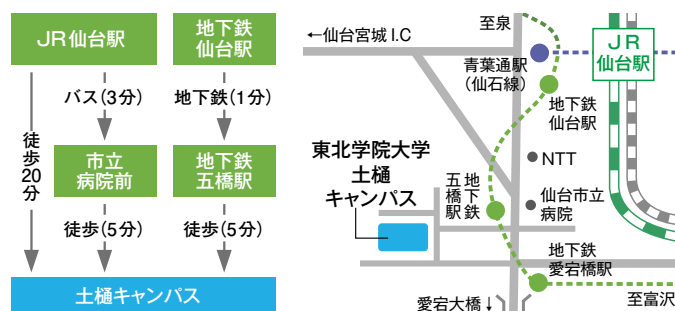 JR仙台駅
地下鉄
仙台駅
バス(3分)
地下鉄(1分)
徒歩20分
市立
病院前
地下鉄
五橋駅
徒歩(5分)
徒歩(5分)
土樋キャンパス
至泉
←仙台宮城 I.C
JR
仙台駅
青葉通駅
(仙石線)
地下鉄
仙台駅
NTT
東北学院大学
土樋
キャンパス
地下鉄
五橋駅
仙台市立
病院
地下鉄
愛宕橋駅
至富沢
愛宕大橋↓